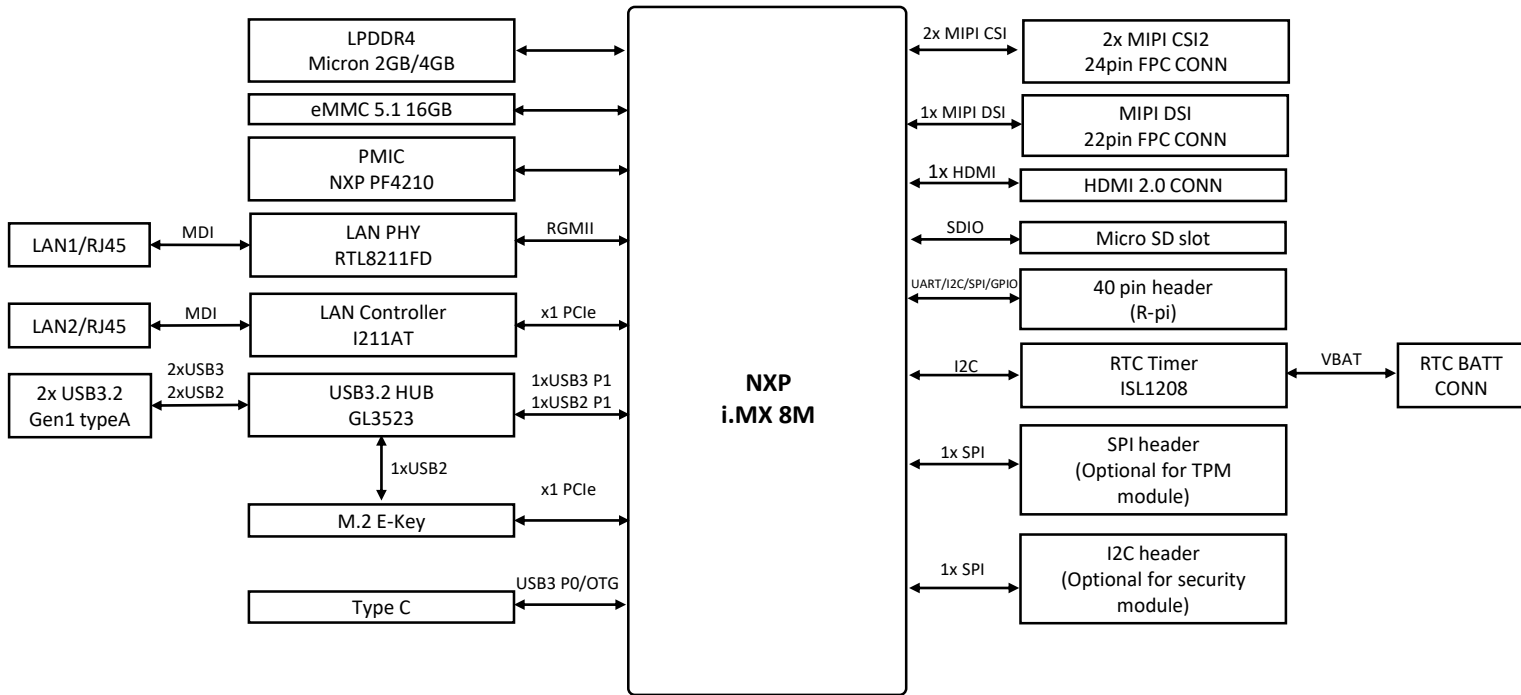 LPDDR4
Micron 2GB/4GB
eMMC 5.1 16GB
PMIC
NXP PF4210
LAN1/RJ45
MDI
LAN PHY
RTL8211FD
RGMII
LAN2/RJ45
MDI
LAN Controller
I211AT
x1 PCIe
2x USB3.2
Gen1 typeA
2xUSB3
2xUSB2
USB3.2 HUB
GL3523
1xUSB3 P1
1xUSB2 P1
1xUSB2
M.2 E-Key
x1 PCIe
Type C
USB3 P0/OTG
NXP
i.MX 8M
2x MIPI CSI
2x MIPI CSI2
24pin FPC CONN
1x MIPI DSI
MIPI DSI
22pin FPC CONN
1x HDMI
HDMI 2.0 CONN
SDIO
Micro SD slot
UART/I2C/SPI/GPIO
40 pin header
(R-pi)
I2C
RTC Timer
ISL1208
VBAT
RTC BATT
CONN
1x SPI
SPI header
(Optional for TPM
module)
1x SPI
I2C header
(Optional for security
module)